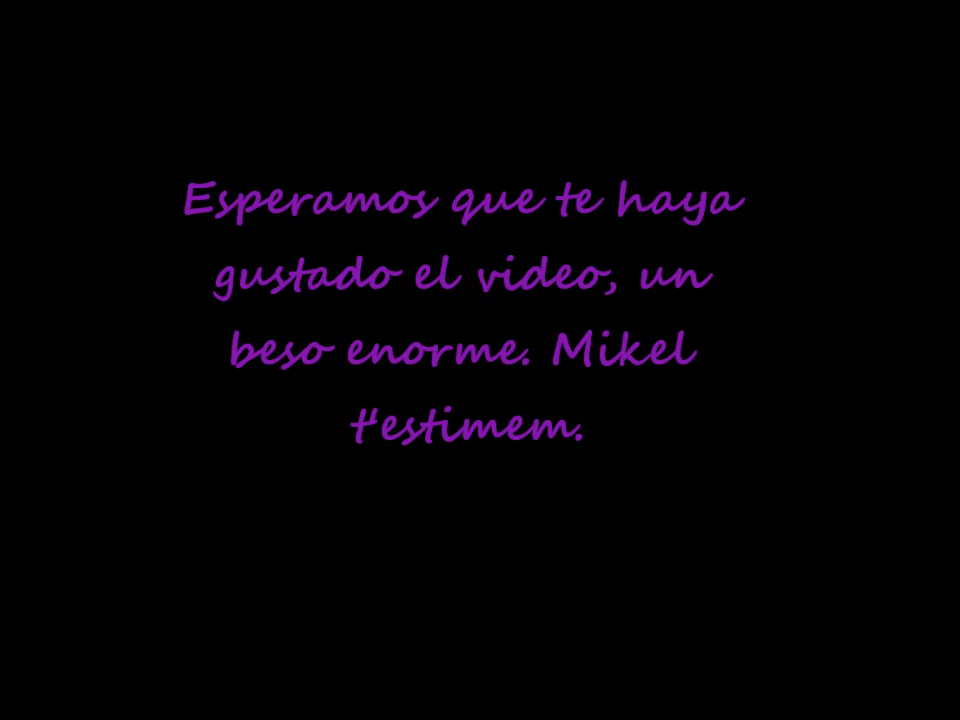 Esperamos que te haya
gustado el video, un
beso enorme. Mikel
t'estimem.